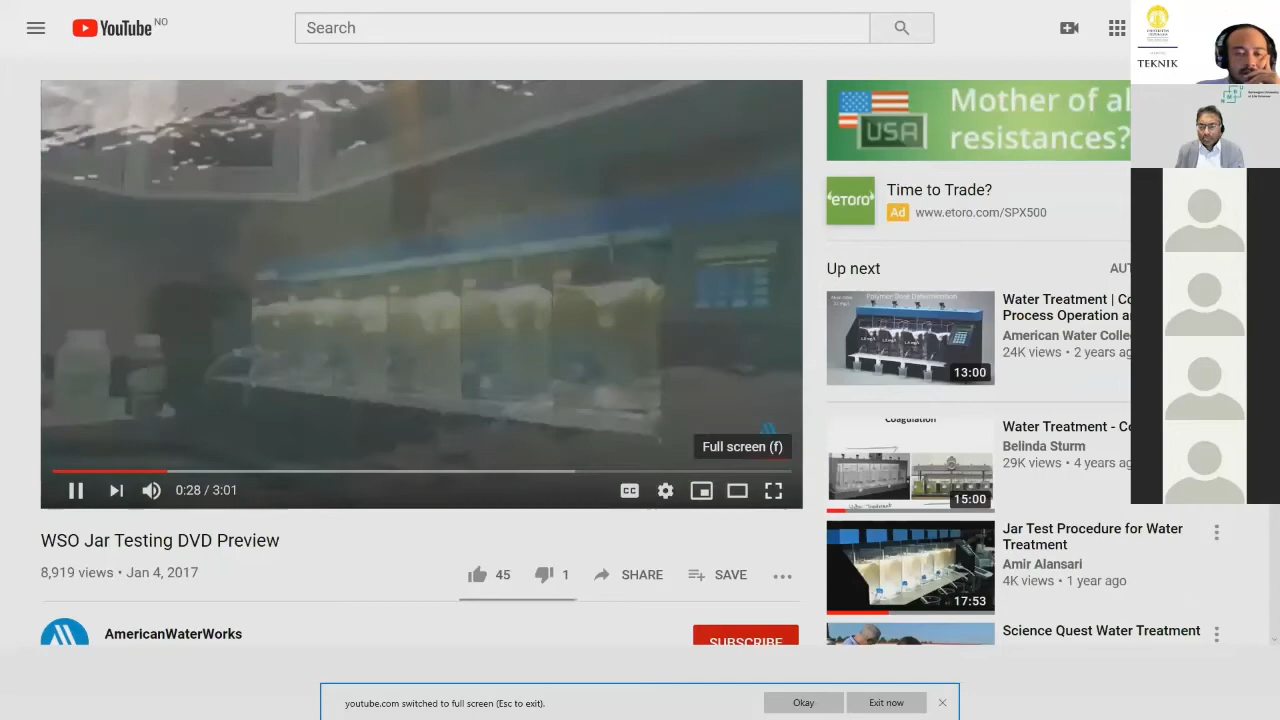 YouTube NO
Search
TEKNIK
Mother of al
resistances?
USA
etoro
Time to Trade?
Ad www.etoro.com/SPX500
Up next
AUT
Polymer Dose Determination
13:00
Water Treatment | Co
Process Operation an
American Water Colle
24K views • 2 years ag
Coagulation
15:00
Water Treatment - Co
Belinda Sturm
29K views • 4 years ag
17:53
Jar Test Procedure for Water
Treatment
Amir Alansari
4K views • 1 year ago
Science Quest Water Treatment
Full screen (f)
0:28 / 3:01
CC
WSO Jar Testing DVD Preview
8,919 views • Jan 4, 2017
45
1
SHARE
SAVE
AmericanWaterWorks
SUBSCRIBE
youtube.com switched to full screen (Esc to exit).
Okay
Exit now